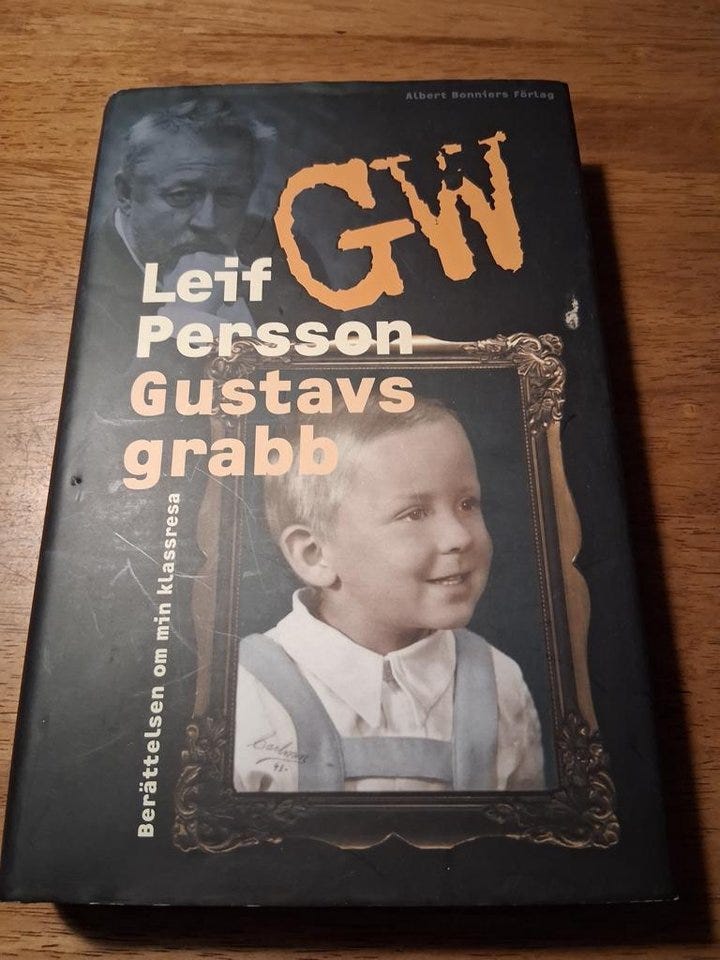 Albert Bonniers Förlag
Leif GW
Persson
Gustavs
grabb
Berättelsen om min klassresa